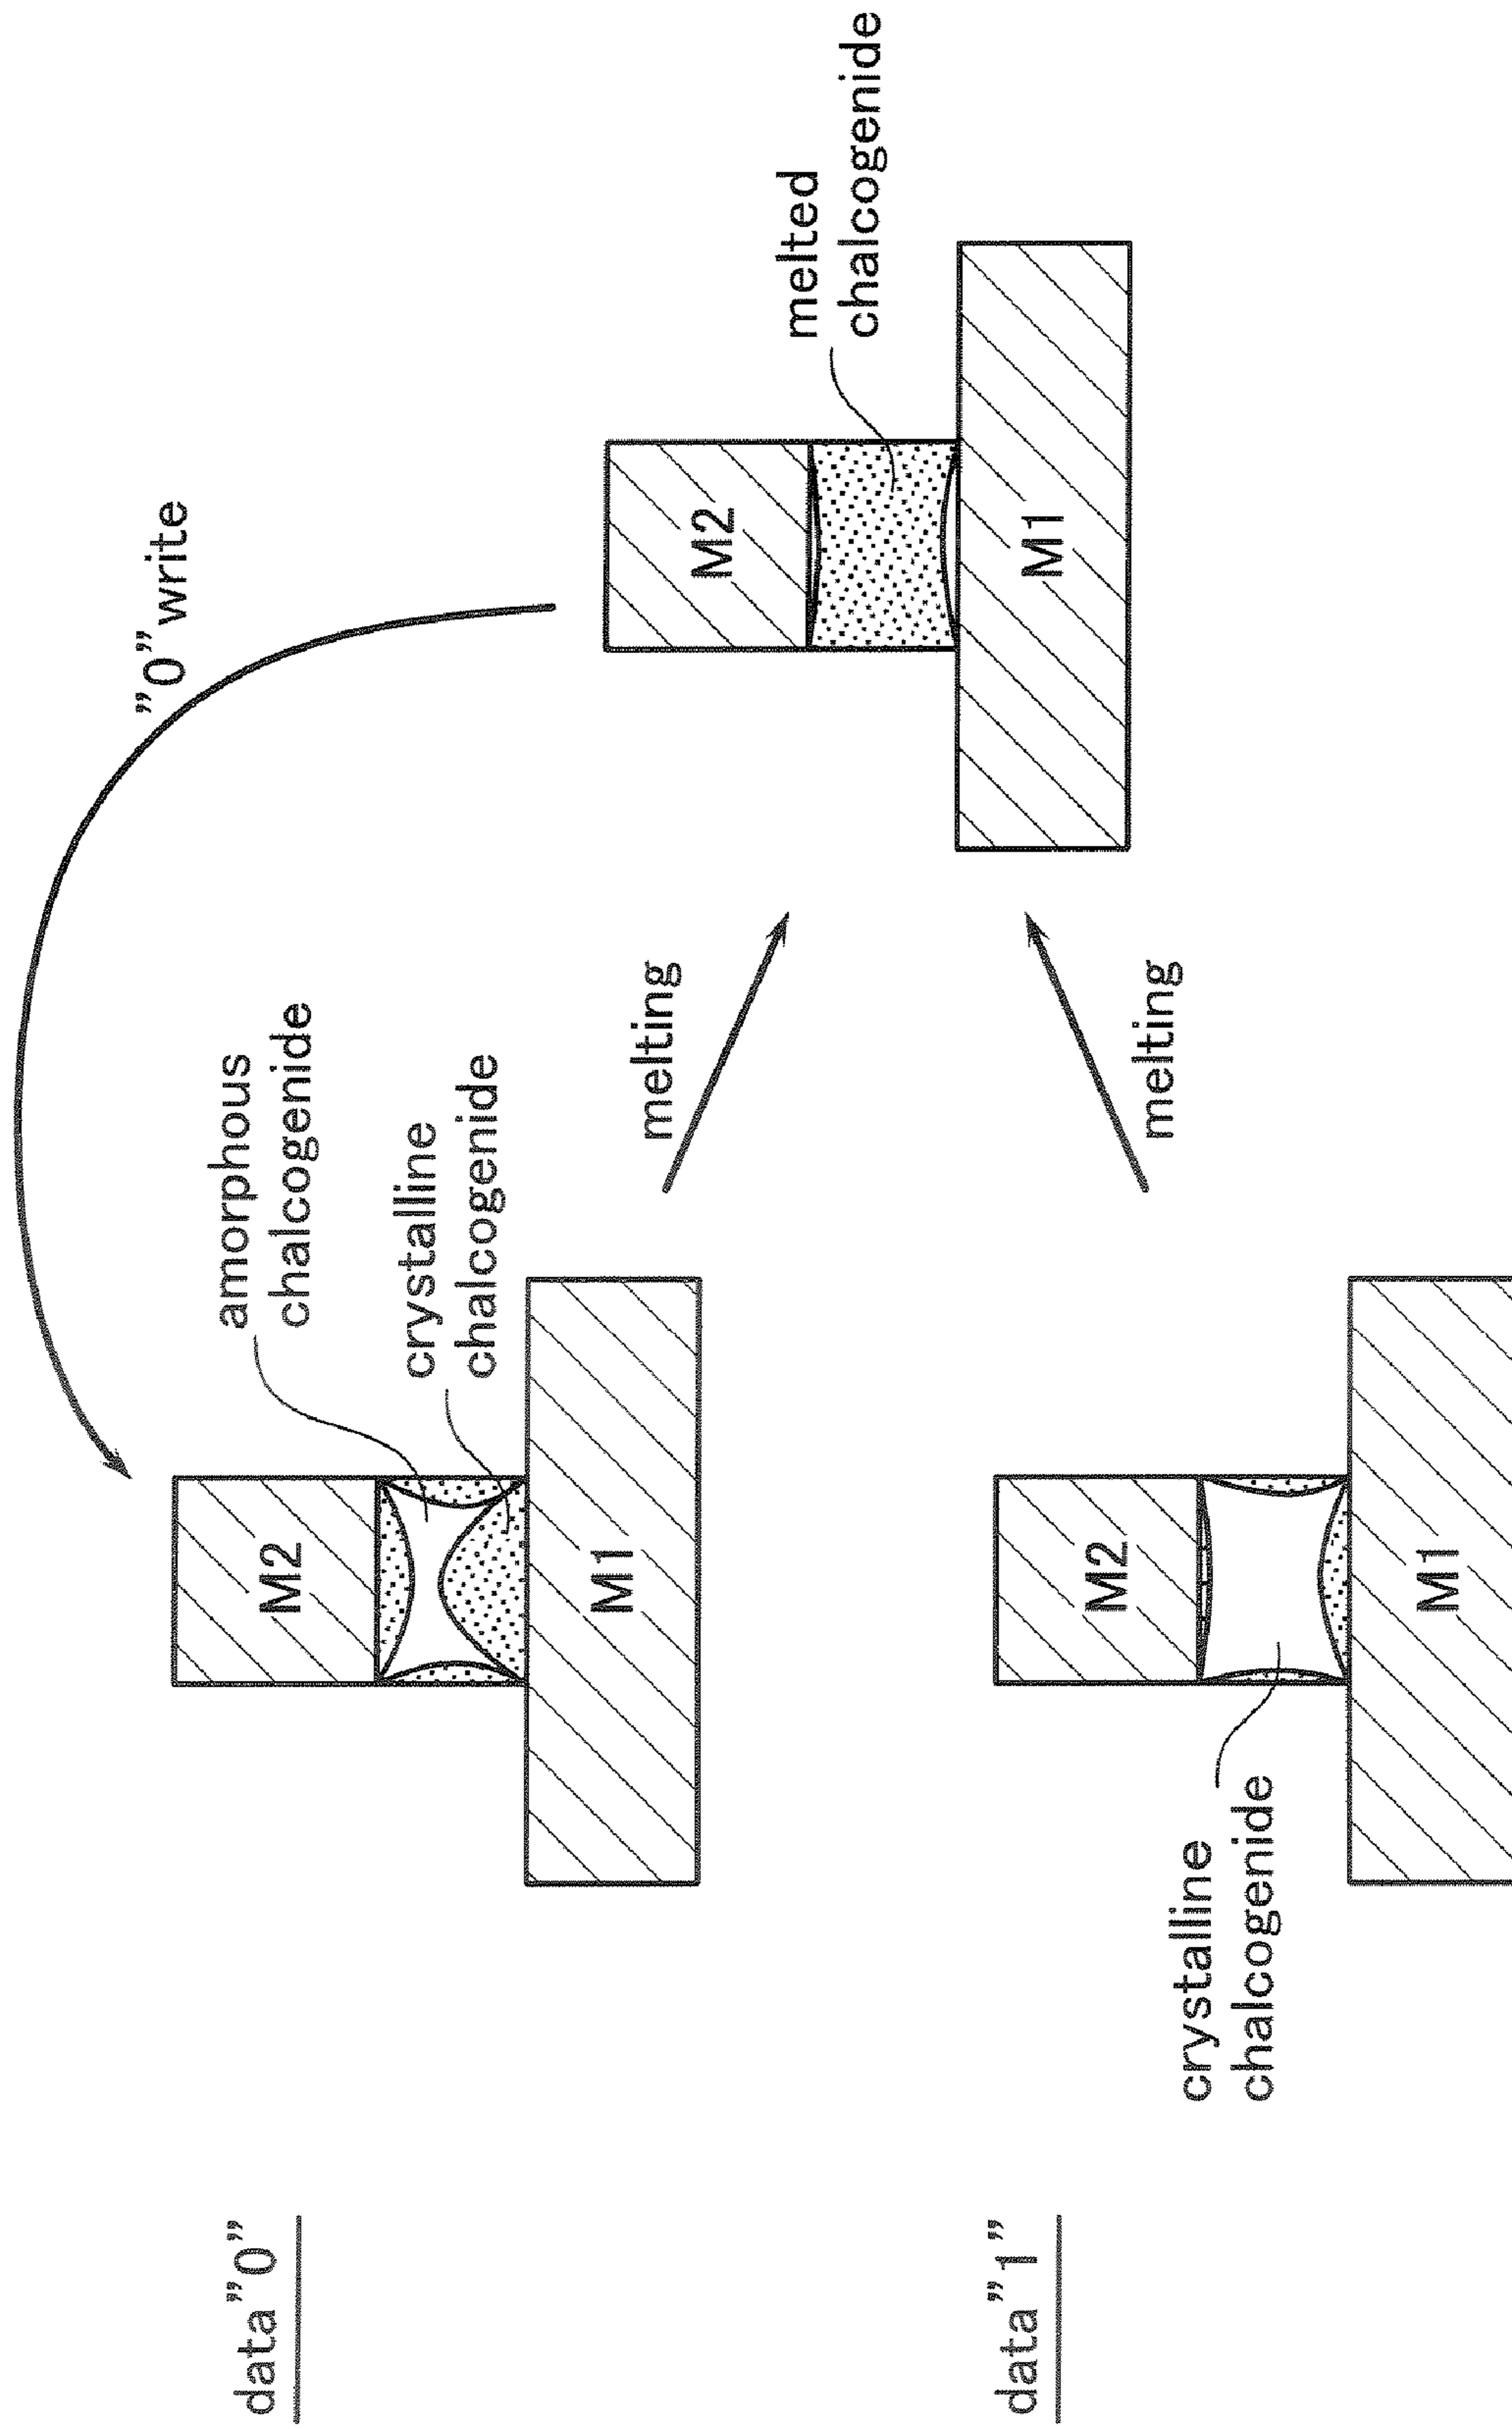 data"0"
amorphous
chalcogenide
crystalline
chalcogenide
M2
M1
"0" write
melting
melted
chalcogenide
M2
M1
data"1"
crystalline
chalcogenide
M2
M1
melting